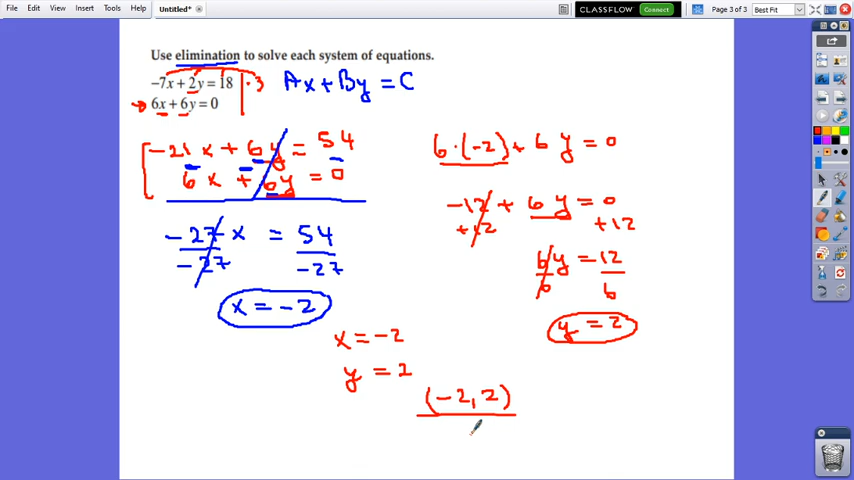 File Edit View Insert Tools Help Untitled* CLASSFLOW Connect Page 3 of 3 Best Fit
Use elimination to solve each system of equations.
−7x + 2y = 18 · 3 Ax + By = C
6x + 6y = 0
−21x + 6y = 54
6x + 6y = 0
−27x = 54
−27 −27
x = −2
6·(−2) + 6y = 0
−12 + 6y = 0
+12 +12
6y = 12
6 6
y = 2
x = −2
y = 2
(−2, 2)